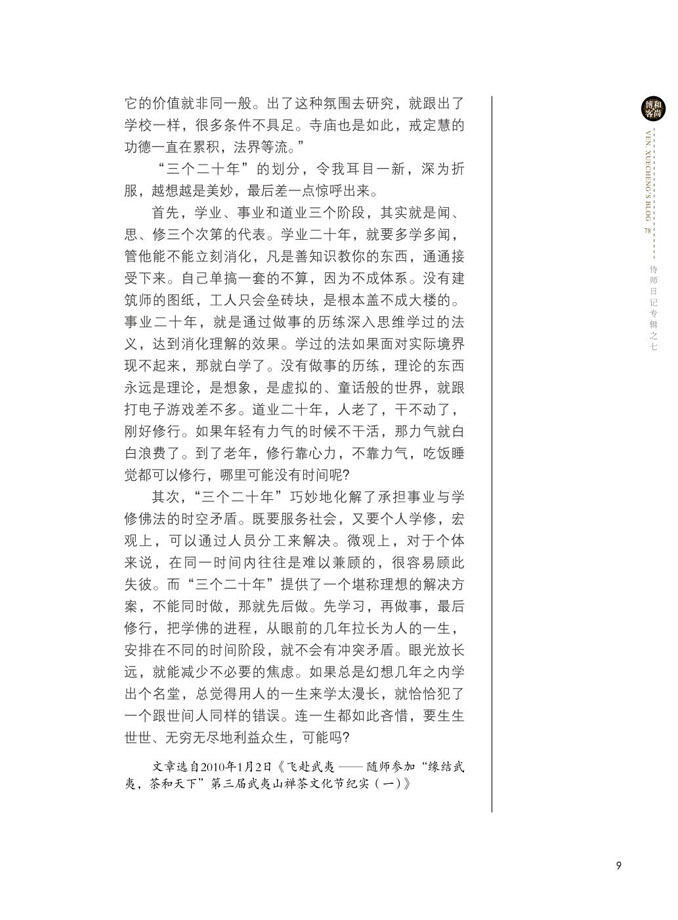 它的价值就非同一般。出了这种氛围去研究，就跟出了
学校一样，很多条件不具足。寺庙也是如此，戒定慧的
功德一直在累积，法界等流。”
“三个二十年”的划分，令我耳目一新，深为折
服，越想越是美妙，最后差一点惊呼出来。
首先，学业、事业和道业三个阶段，其实就是闻、
思、修三个次第的代表。学业二十年，就要多学多闻，
管他能不能立刻消化，凡是善知识教你的东西，通通接
受下来。自己单搞一套的不算，因为不成体系。没有建
筑师的图纸，工人只会垒砖块，是根本盖不成大楼的。
事业二十年，就是通过做事的历练深入思维学过的法
义，达到消化理解的效果。学过的法如果面对实际境界
现不起来，那就白学了。没有做事的历练，理论的东西
永远是理论，是想象，是虚拟的、童话般的世界，就跟
打电子游戏差不多。道业二十年，人老了，干不动了，
刚好修行。如果年轻有力气的时候不干活，那力气就白
白浪费了。到了老年，修行靠心力，不靠力气，吃饭睡
觉都可以修行，哪里可能没有时间呢？
其次，“三个二十年”巧妙地化解了承担事业与学
修佛法的时空矛盾。既要服务社会，又要个人学修，宏
观上，可以通过人员分工来解决。微观上，对于个体
来说，在同一时间内往往是难以兼顾的，很容易顾此
失彼。而“三个二十年”提供了一个堪称理想的解决方
案，不能同时做，那就先后做。先学习，再做事，最后
修行，把学佛的进程，从眼前的几年拉长为人的一生，
安排在不同的时间阶段，就不会有冲突矛盾。眼光放长
远，就能减少不必要的焦虑。如果总是幻想几年之内学
出个名堂，总觉得用人的一生来学太漫长，就恰恰犯了
一个跟世间人同样的错误。连一生都如此吝惜，要生生
世世、无穷无尽地利益众生，可能吗？
文章选自2010年1月2日《飞赴武夷——随师参加“缘结武
夷，茶和天下”第三届武夷山禅茶文化节纪实（一）》
博和
客尚
VEN. XUECHENG'S BLOG 78
侍师日记专辑之七
9